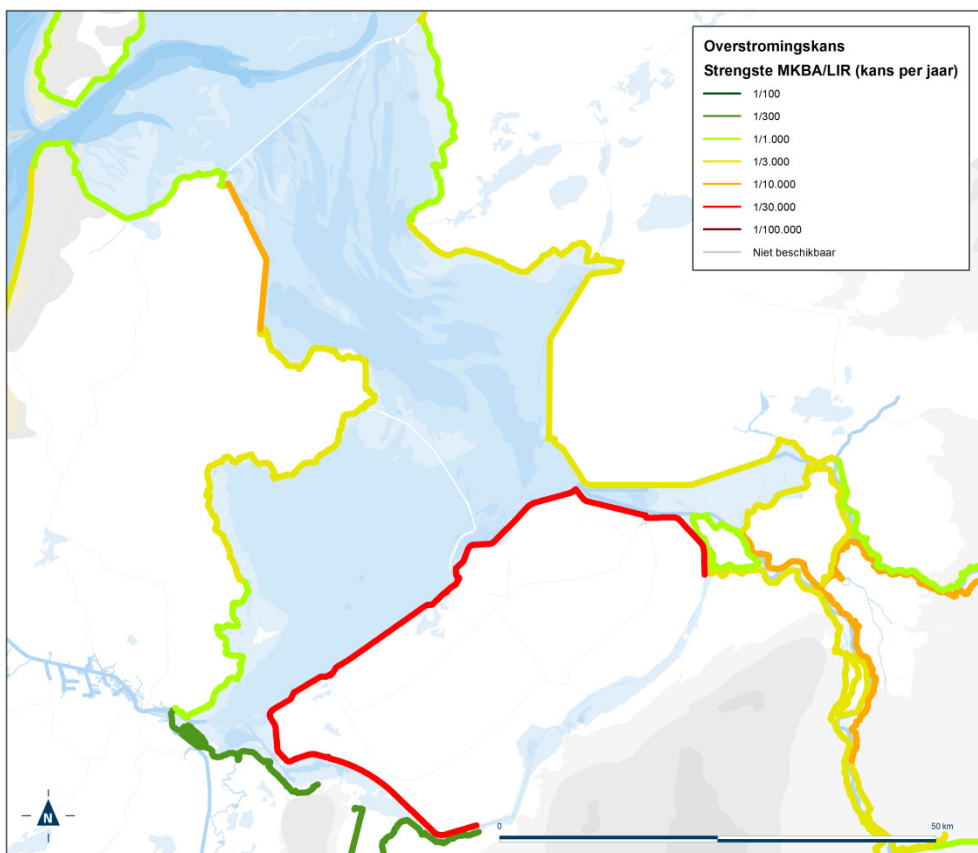 Overstromingskans
Strengste MKBA/LIR (kans per jaar)
1/100
1/300
1/1.000
1/3.000
1/10.000
1/30.000
1/100.000
Niet beschikbaar
N
0
50 km